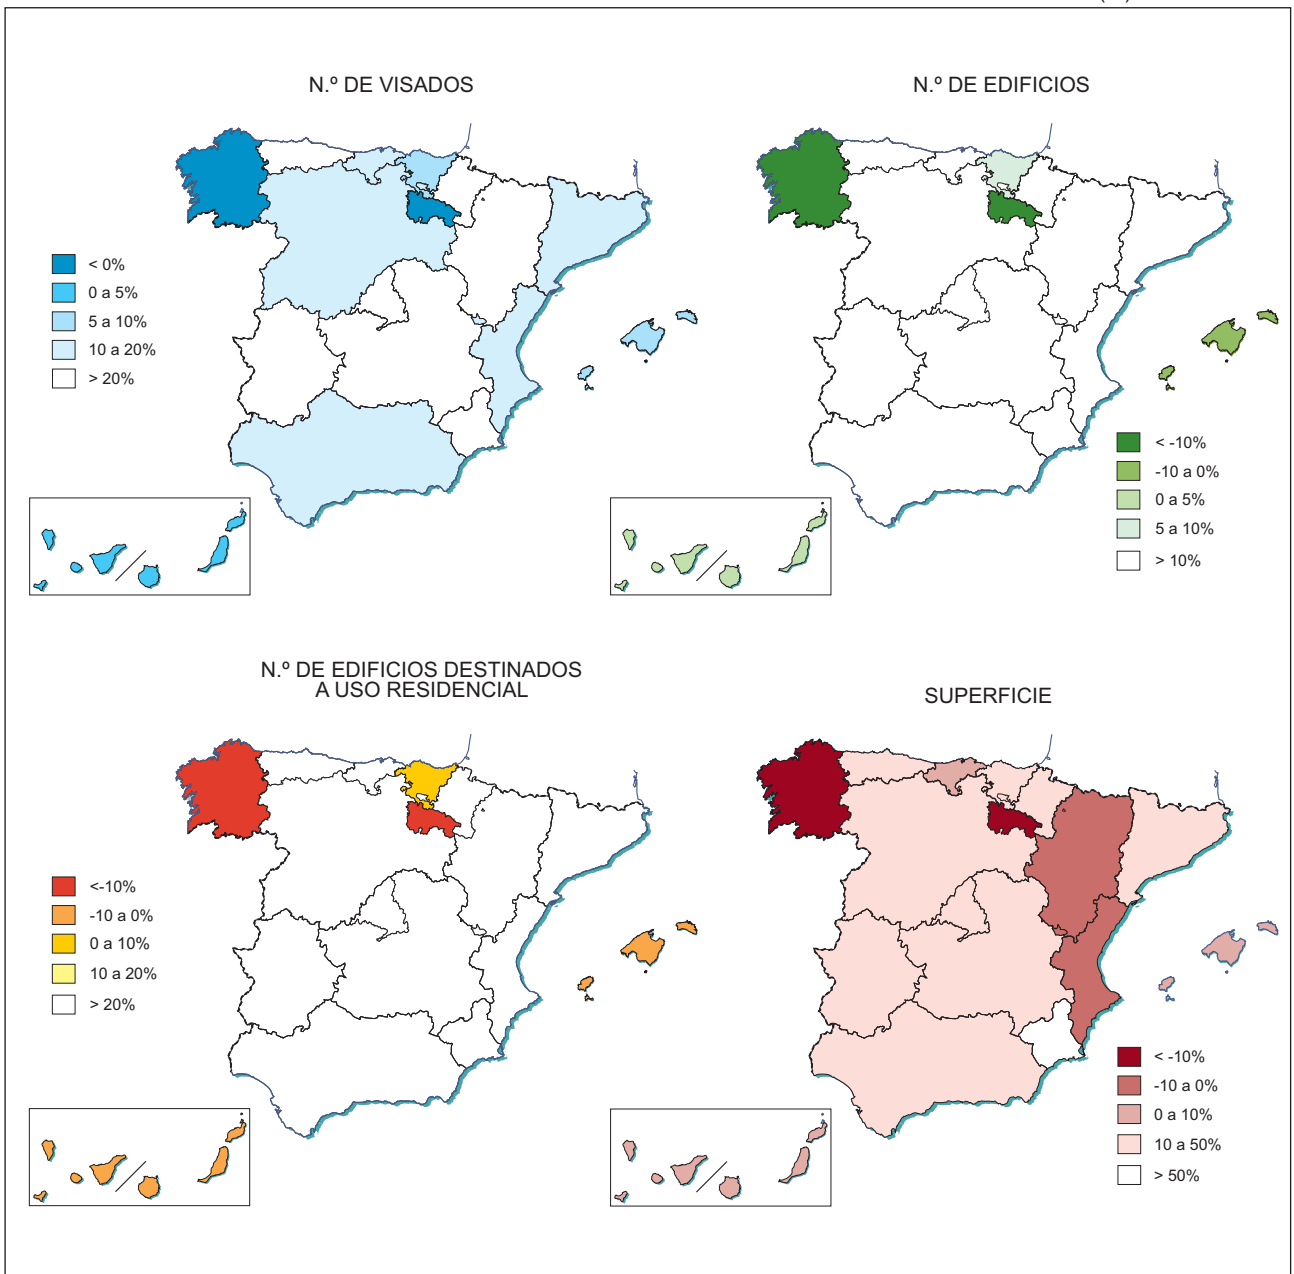 N.º DE VISADOS
< 0%
0 a 5%
5 a 10%
10 a 20%
> 20%
N.º DE EDIFICIOS
< -10%
-10 a 0%
0 a 5%
5 a 10%
> 10%
N.º DE EDIFICIOS DESTINADOS
A USO RESIDENCIAL
<-10%
-10 a 0%
0 a 10%
10 a 20%
> 20%
SUPERFICIE
< -10%
-10 a 0%
0 a 10%
10 a 50%
> 50%